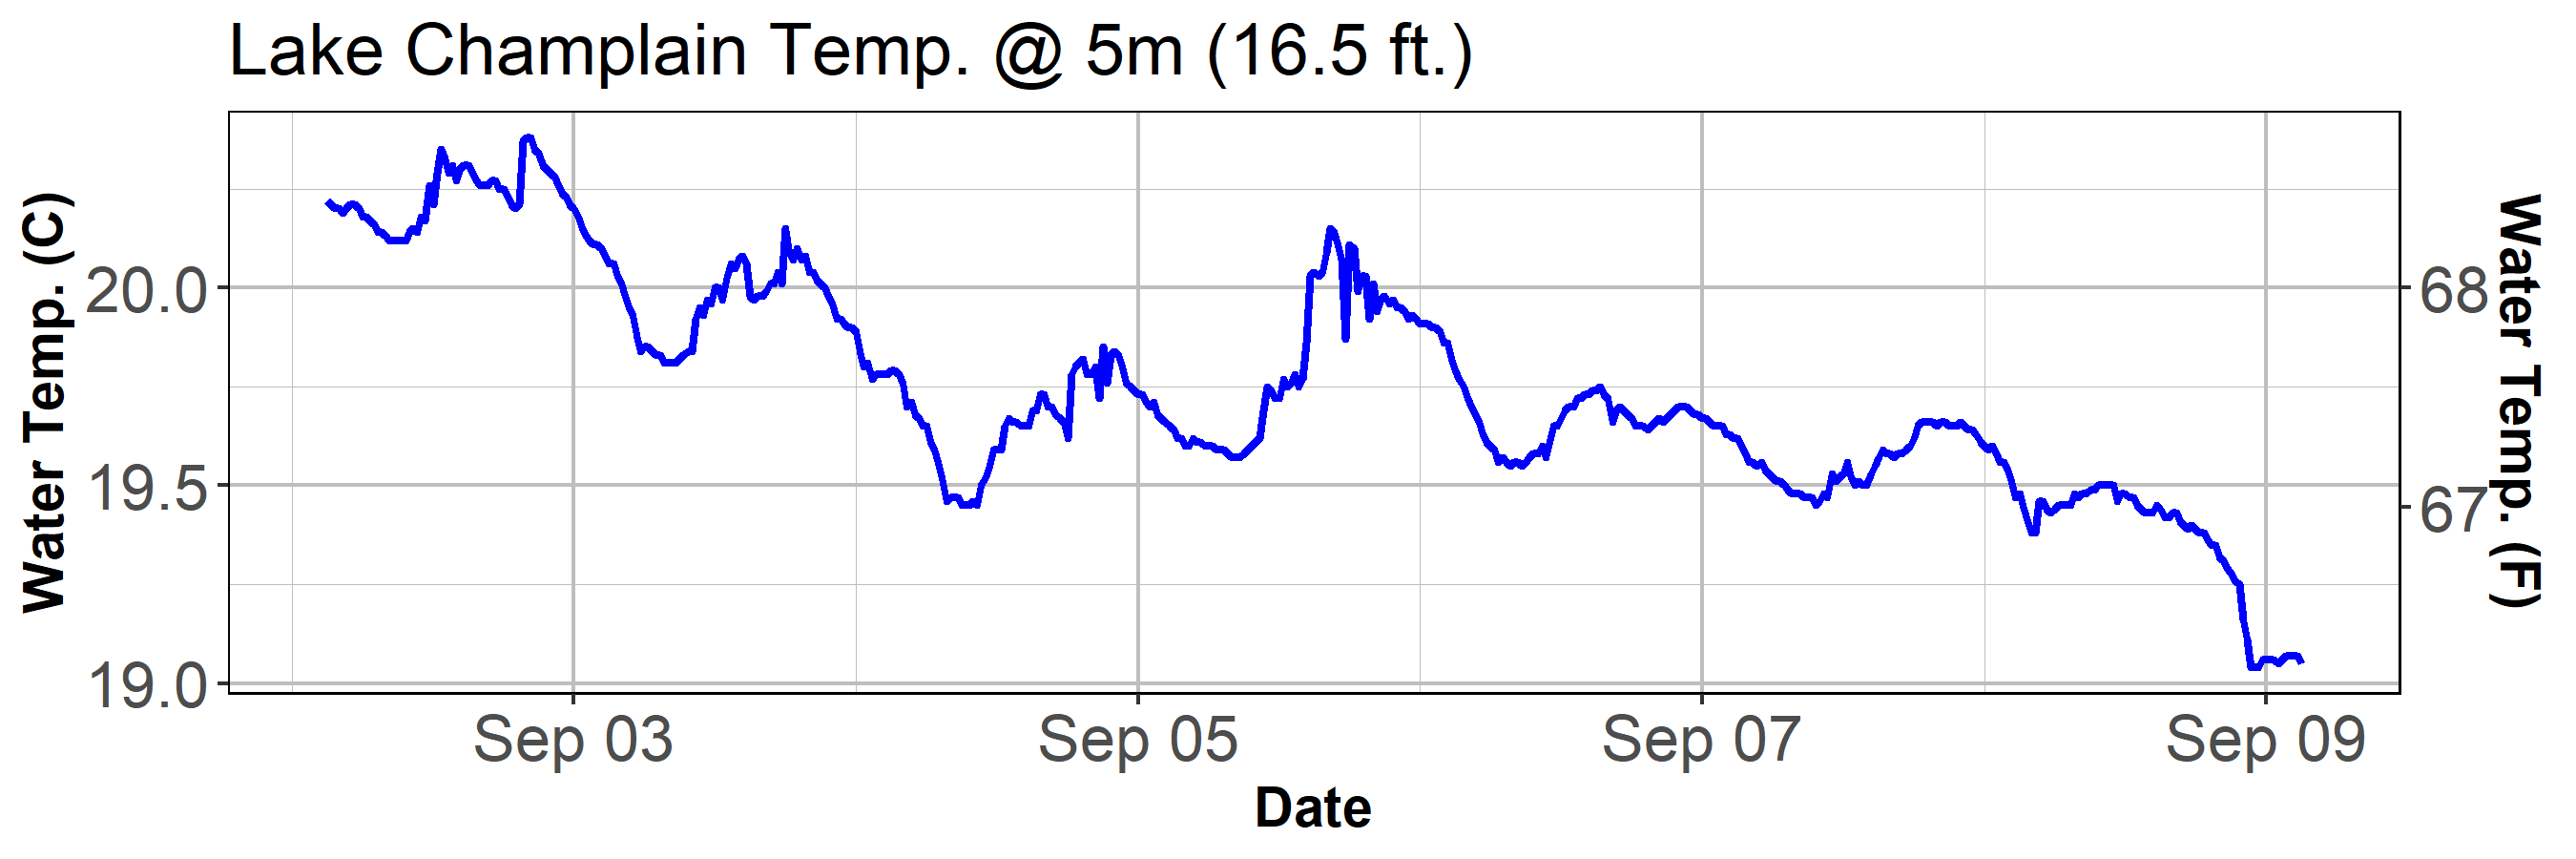 Lake Champlain Temp. @ 5m (16.5 ft.)
Water Temp. (C)
20.0
19.5
19.0
68
67
Water Temp. (F)
Sep 03
Sep 05
Sep 07
Sep 09
Date